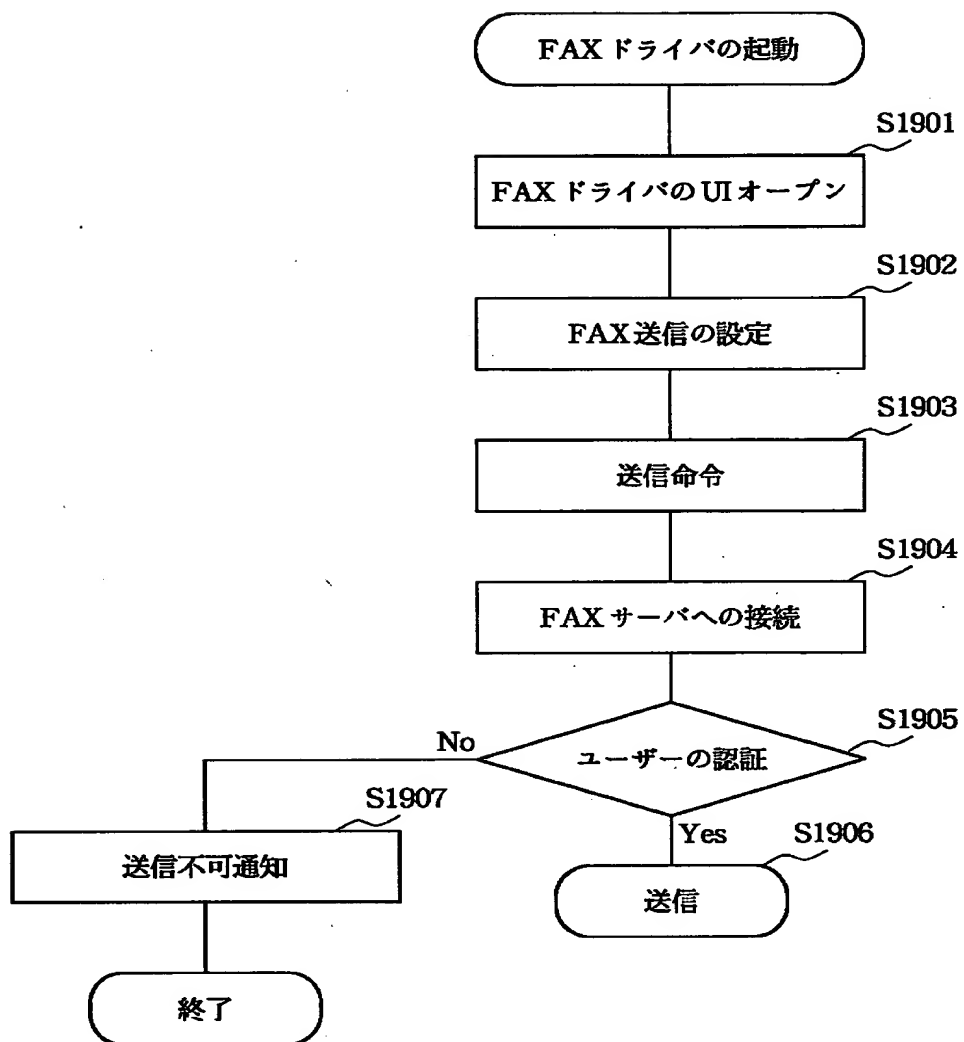 FAXドライバの起動
S1901
FAXドライバのUIオープン
S1902
FAX送信の設定
S1903
送信命令
S1904
FAXサーバへの接続
S1905
ユーザーの認証
No
Yes
S1907
送信不可通知
S1906
送信
終了